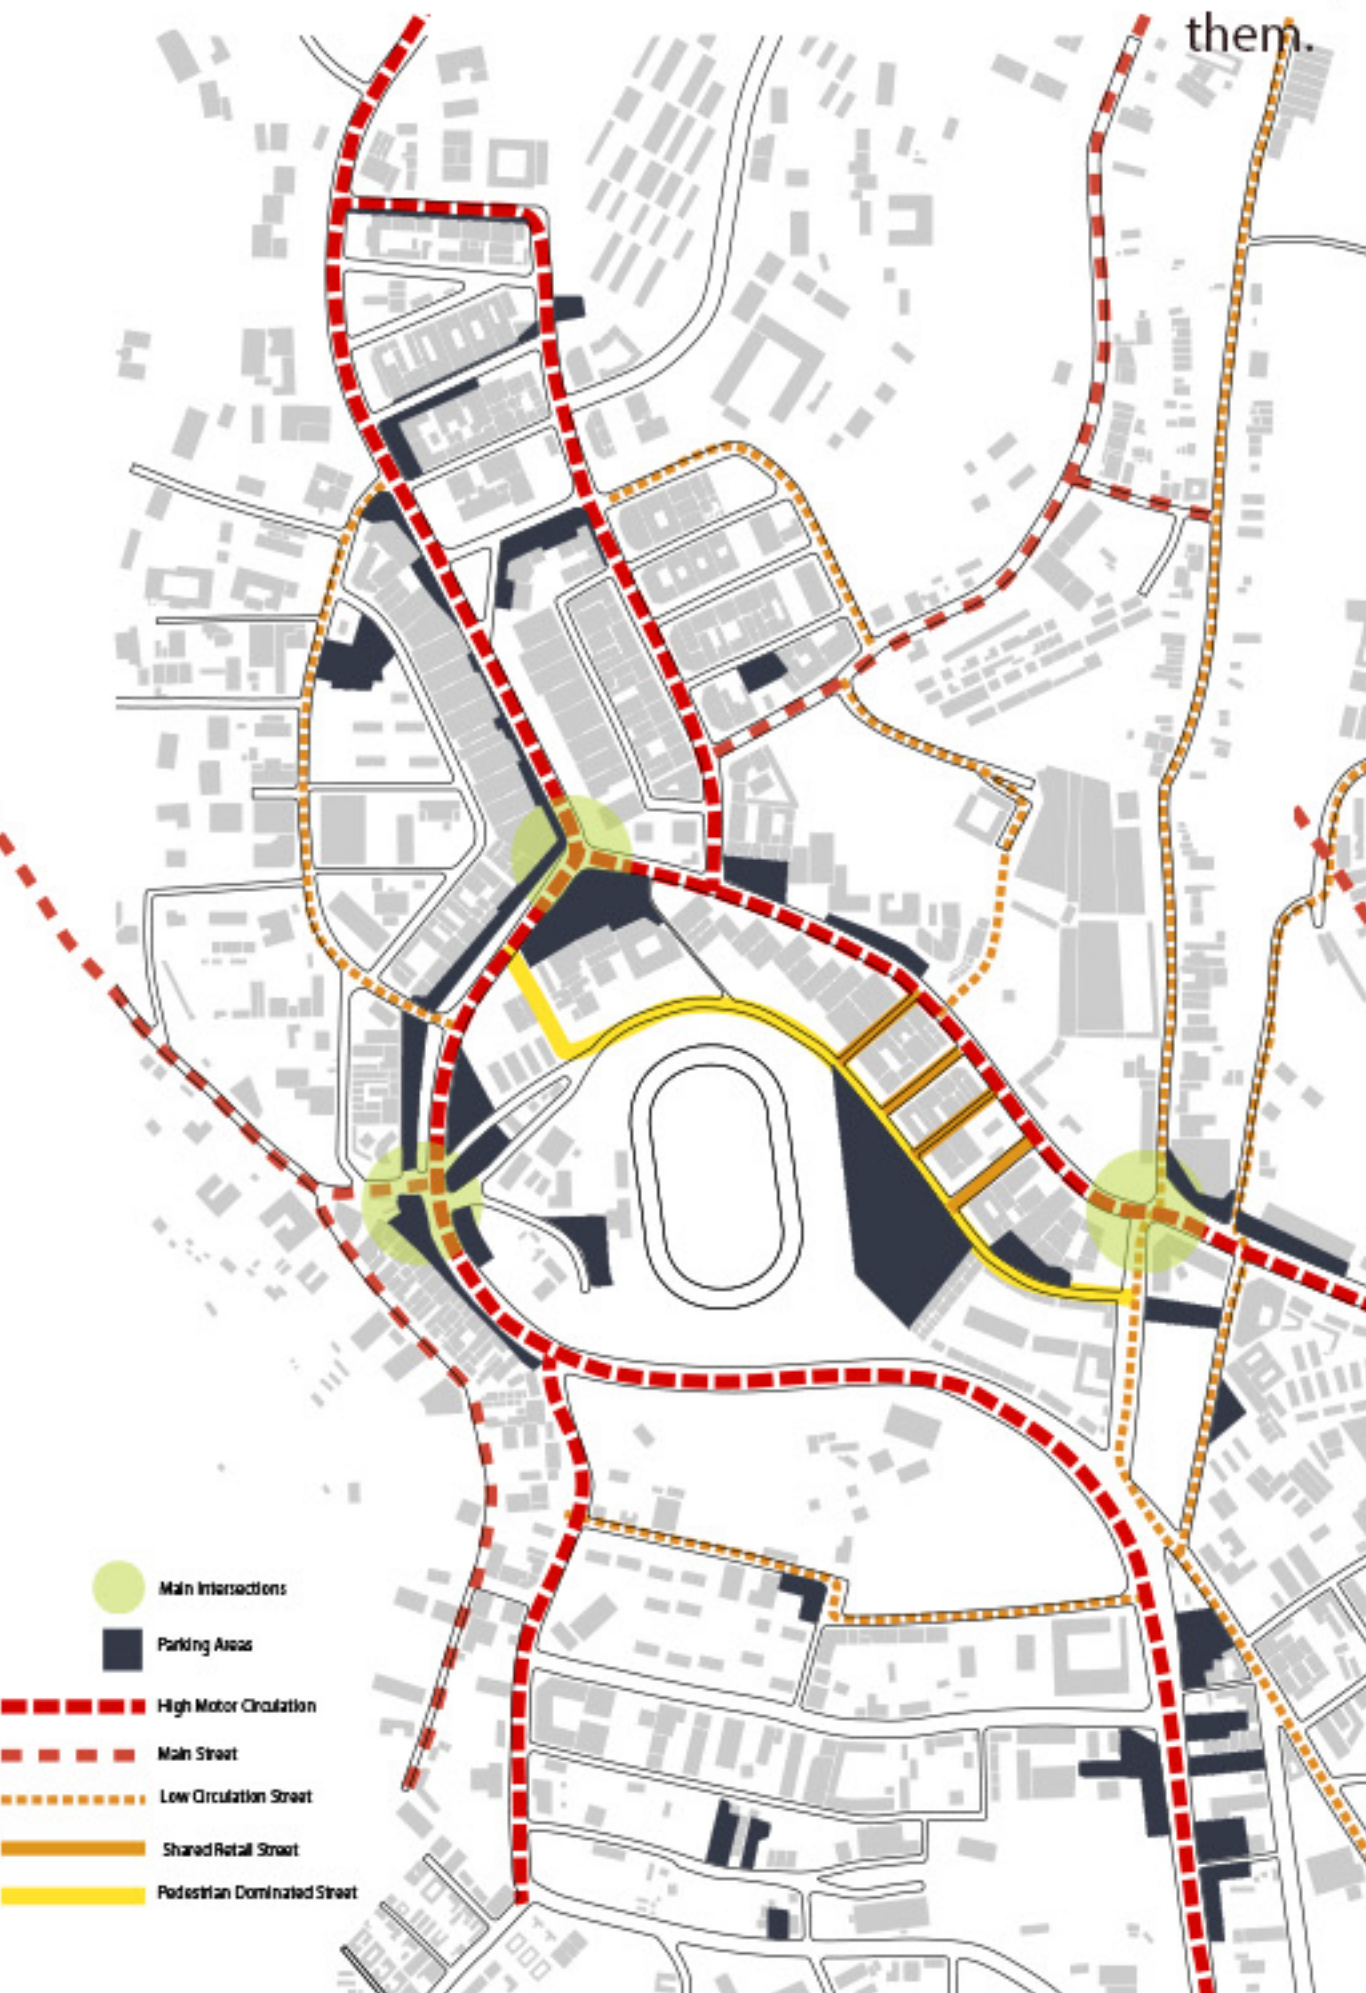 them.
Main Intersections
Parking Areas
High Motor Circulation
Main Street
Low Circulation Street
Shared Retail Street
Pedestrian Dominated Street